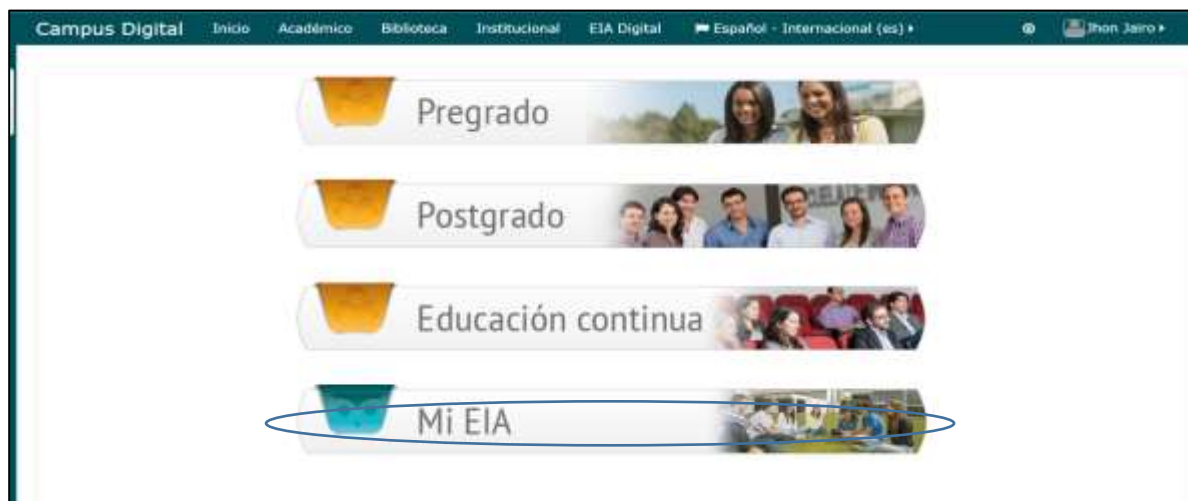 Campus Digital Inicio Académico Biblioteca Institucional EIA Digital Español - Internacional (es) Jhon Jairo
Pregrado
Postgrado
Educación continua
Mi EIA